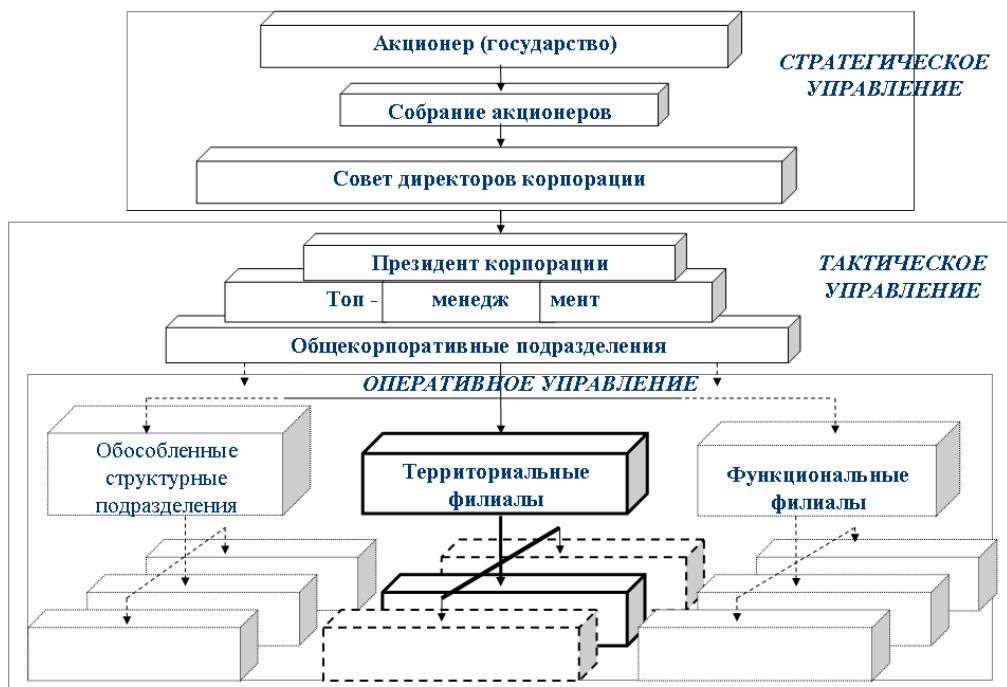 Акционер (государство)
СТРАТЕГИЧЕСКОЕ
УПРАВЛЕНИЕ
Собрание акционеров
Совет директоров корпорации
Президент корпорации
ТАКТИЧЕСКОЕ
УПРАВЛЕНИЕ
Топ - менедж мент
Общекорпоративные подразделения
ОПЕРАТИВНОЕ УПРАВЛЕНИЕ
Обособленные
структурные
подразделения
Территориальные
филиалы
Функциональные
филиалы